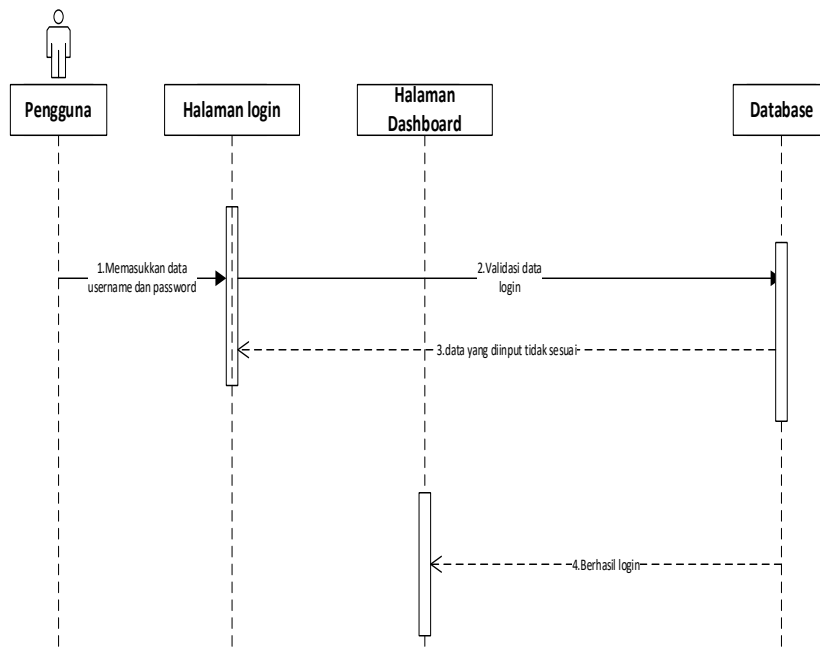 Pengguna
Halaman login
Halaman
Dashboard
Database
1.Memasukkan data
username dan password
2.Validasi data
login
3.data yang diinput tidak sesuai
4.Berhasil login